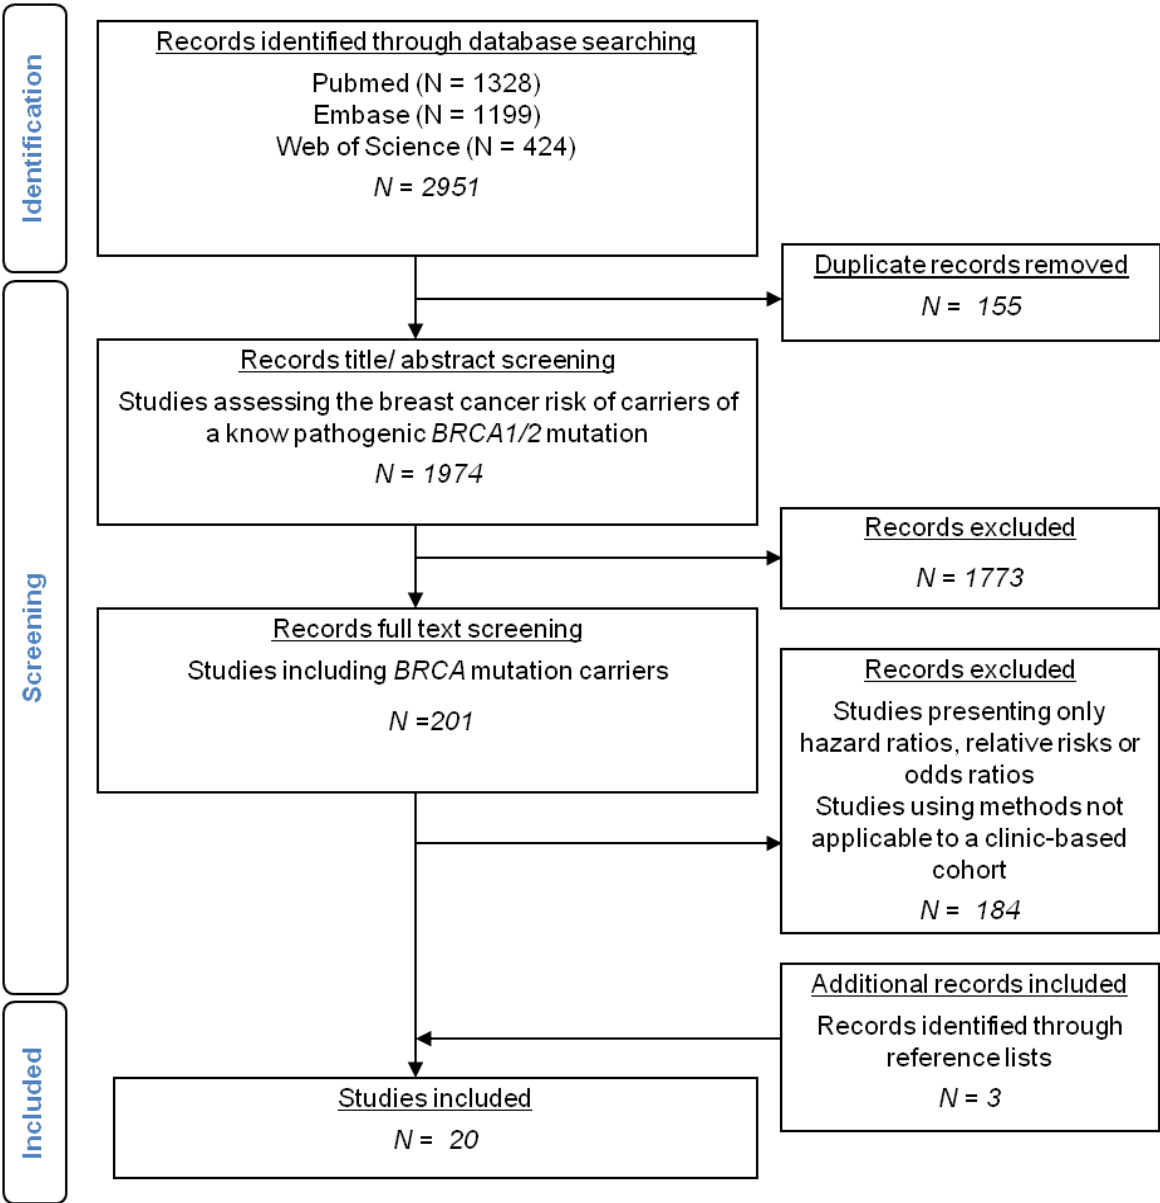 Identification
Records identified through database searching
Pubmed (N = 1328)
Embase (N = 1199)
Web of Science (N = 424)
N = 2951
Duplicate records removed
N = 155
Screening
Records title/ abstract screening
Studies assessing the breast cancer risk of carriers of
a know pathogenic BRCA1/2 mutation
N = 1974
Records excluded
N = 1773
Records full text screening
Studies including BRCA mutation carriers
N =201
Records excluded
Studies presenting only
hazard ratios, relative risks or
odds ratios
Studies using methods not
applicable to a clinic-based
cohort
N = 184
Additional records included
Records identified through
reference lists
N = 3
Included
Studies included
N = 20